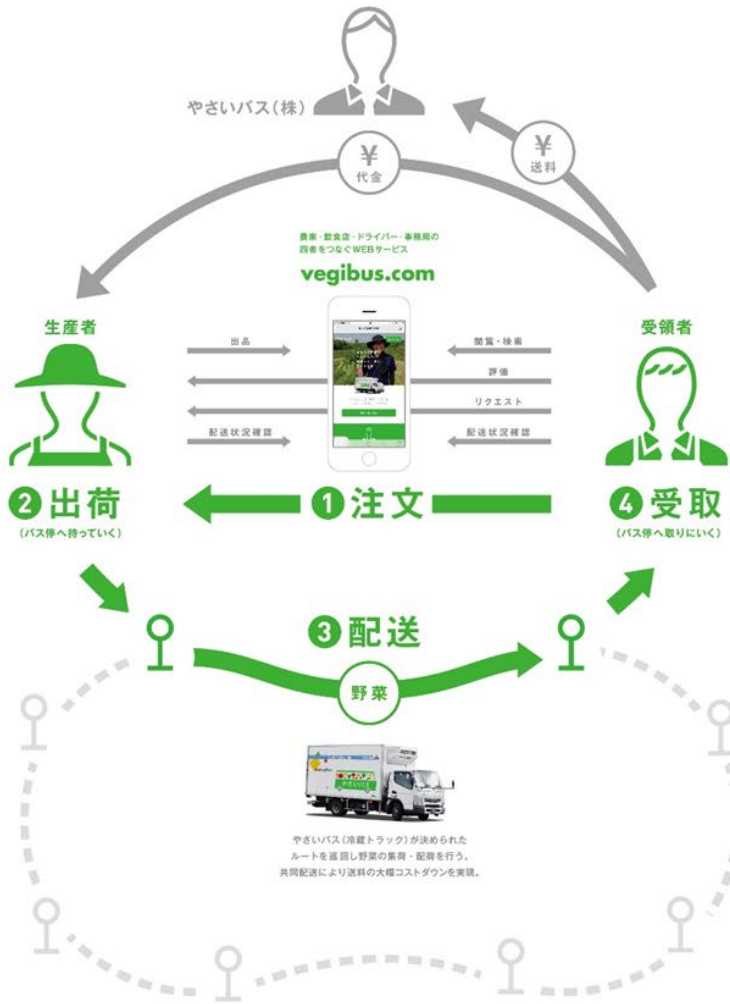 やさいバス(株)
¥
代金
¥
送料
農家・飲食店・ドライバー・事務局の
四者をつなぐWEBサービス
vegibus.com
生産者
受領者
出品
閲覧・検索
評価
リクエスト
配送状況確認
配送状況確認
❷出荷
(バス停へ持っていく)
❶注文
❹受取
(バス停へ取りにいく)
❸配送
野菜
やさいバス
やさいバス(冷蔵トラック)が決められた
ルートを巡回し野菜の集荷・配荷を行う。
共同配送により送料の大幅コストダウンを実現。